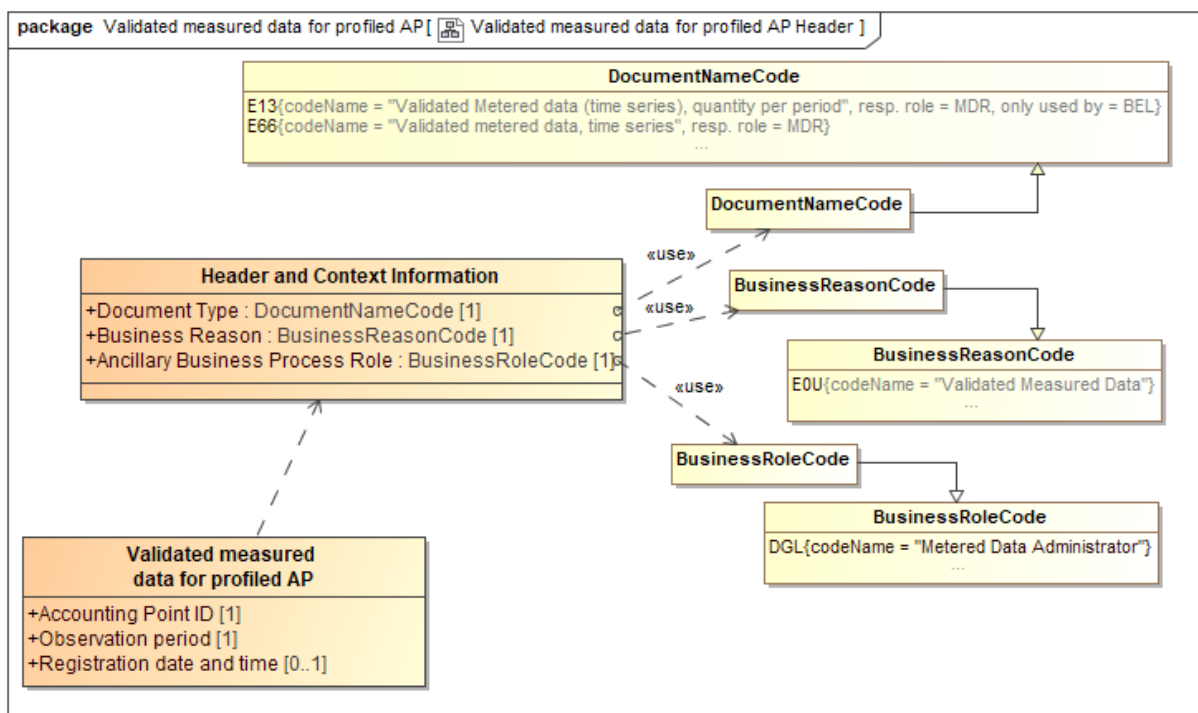 package Validated measured data for profiled AP[ Validated measured data for profiled AP Header ]
DocumentNameCode
E13{codeName = "Validated Metered data (time series), quantity per period", resp. role = MDR, only used by = BEL}
E66{codeName = "Validated metered data, time series", resp. role = MDR}
...
DocumentNameCode
«use»
Header and Context Information
+Document Type : DocumentNameCode [1]
+Business Reason : BusinessReasonCode [1]
+Ancillary Business Process Role : BusinessRoleCode [1]
«use»
BusinessReasonCode
BusinessReasonCode
E0U{codeName = "Validated Measured Data"}
...
«use»
BusinessRoleCode
BusinessRoleCode
DGL{codeName = "Metered Data Administrator"}
...
Validated measured
data for profiled AP
+Accounting Point ID [1]
+Observation period [1]
+Registration date and time [0..1]